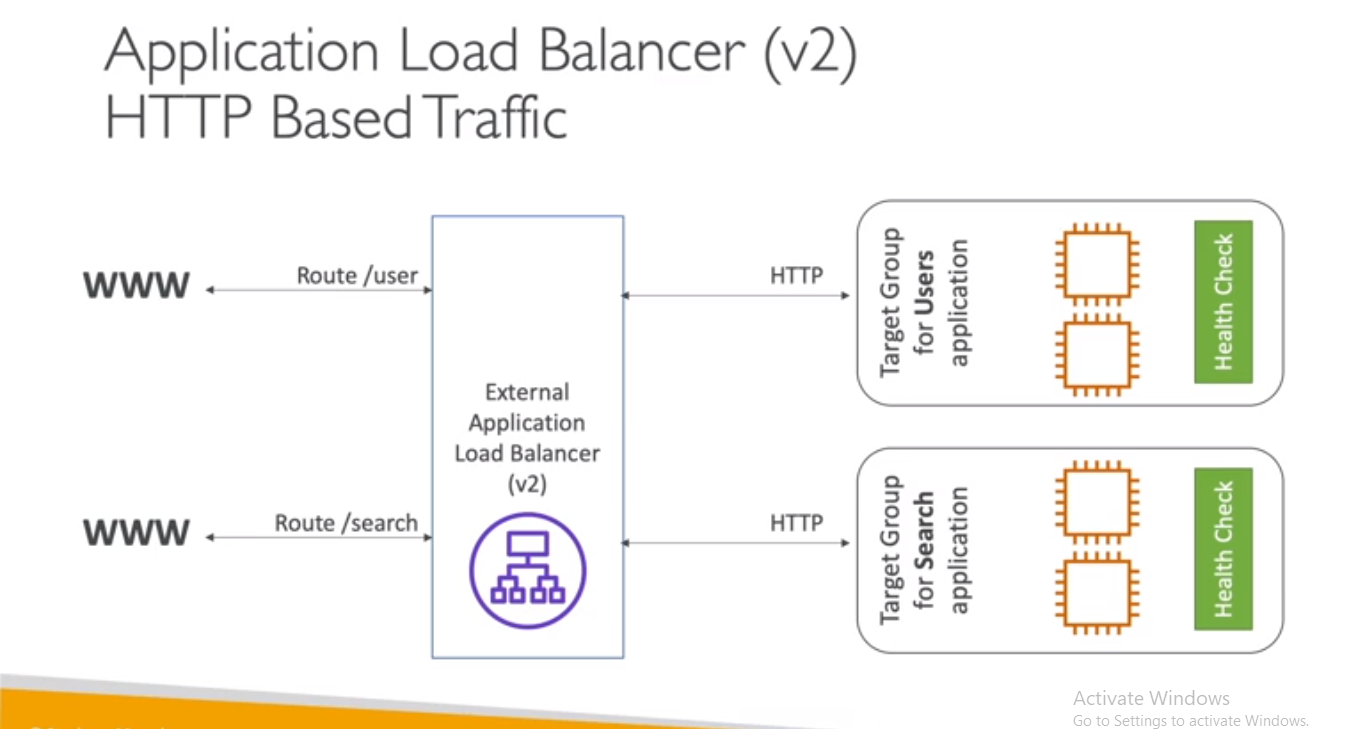 Application Load Balancer (v2)
HTTP Based Traffic
WWW
Route /user
HTTP
Target Group
for Users
application
Health Check
External
Application
Load Balancer
(v2)
WWW
Route /search
HTTP
Target Group
for Search
application
Health Check
Activate Windows
Go to Settings to activate Windows.